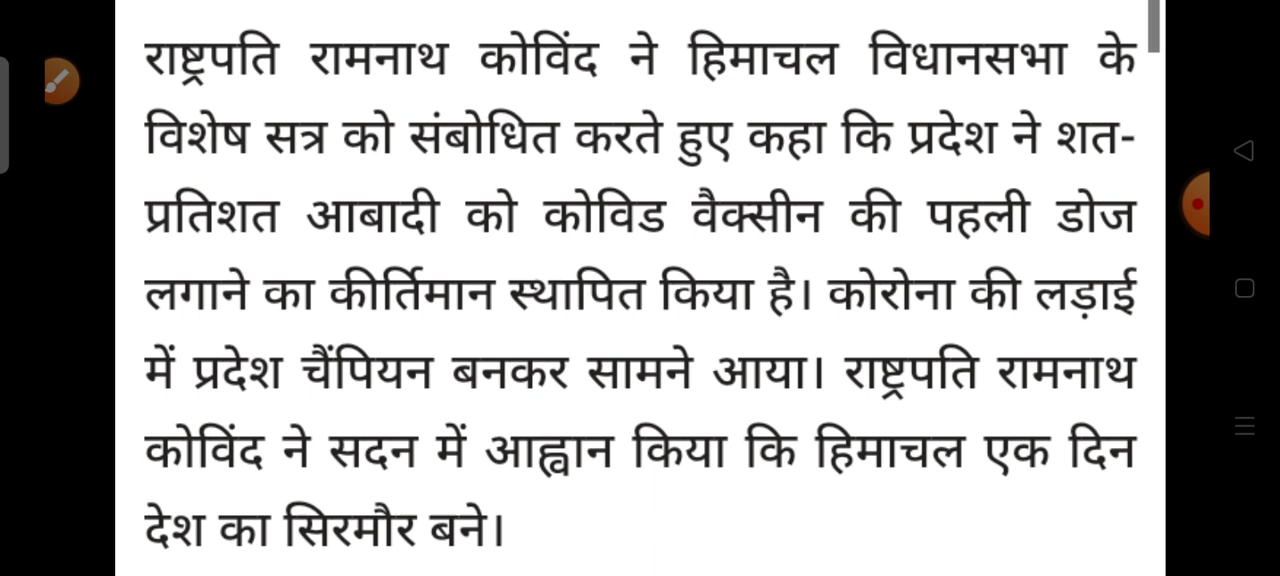 राष्ट्रपति रामनाथ कोविंद ने हिमाचल विधानसभा के
विशेष सत्र को संबोधित करते हुए कहा कि प्रदेश ने शत-
प्रतिशत आबादी को कोविड वैक्सीन की पहली डोज
लगाने का कीर्तिमान स्थापित किया है। कोरोना की लड़ाई
में प्रदेश चैंपियन बनकर सामने आया। राष्ट्रपति रामनाथ
कोविंद ने सदन में आह्वान किया कि हिमाचल एक दिन
देश का सिरमौर बने।